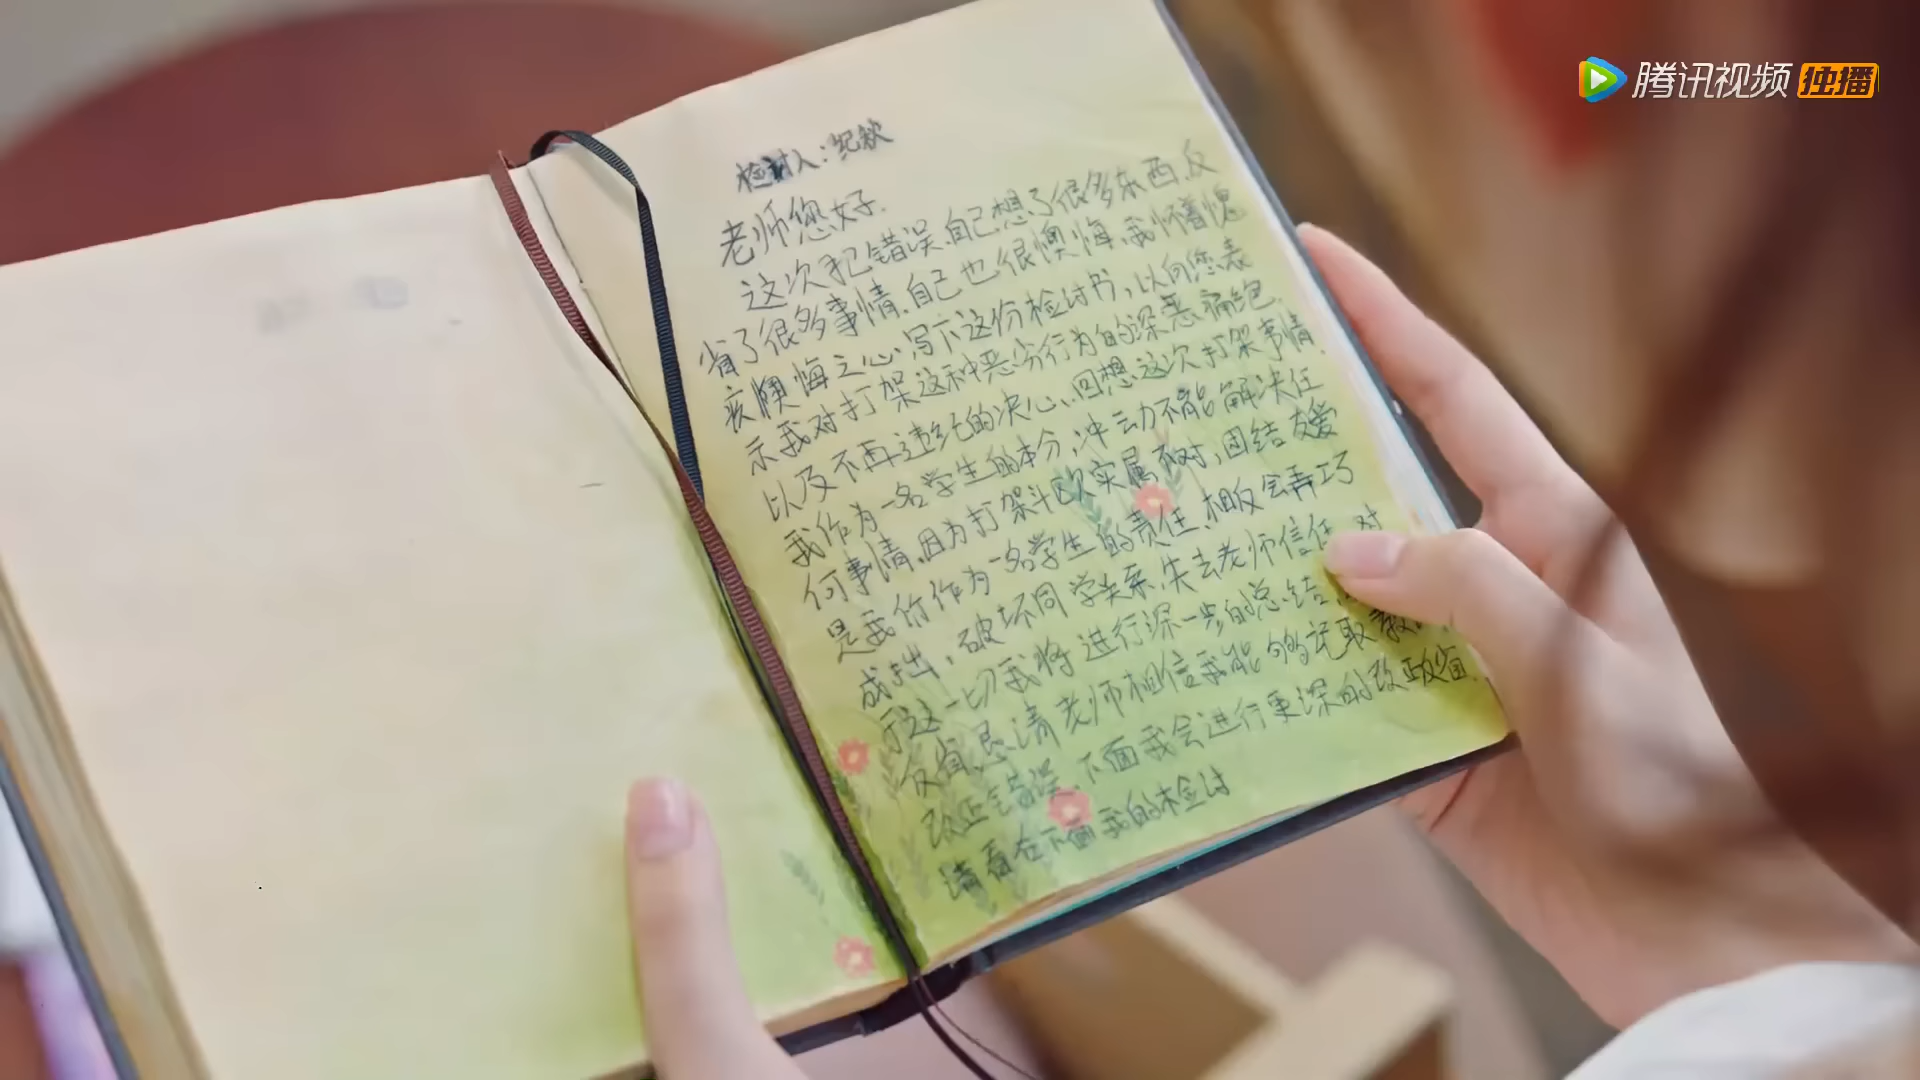 腾讯视频 独播
检讨人：纪
老师您好.
这次犯错误.自己想了很多东西.反
省了很多事情.自己也很懊悔.我怀着愧
疚懊悔之心写下这份检讨书，以向您表
示我对打架这种恶劣行为的深恶痛绝.
以及不再违纪的决心.回想这次打架事情.
我作为一名学生的本分，冲动不能解决任
何事情.因为打架斗殴实属不对，团结友爱
是我们作为一名学生的责任.相反会弄巧
成拙，破坏同学关系.失去老师信任.对
于这一切我将进行深一步的总结
反省.恳请老师相信我能够记取教
改正错误.下面我会进行更深的改
请看在下面我的检讨